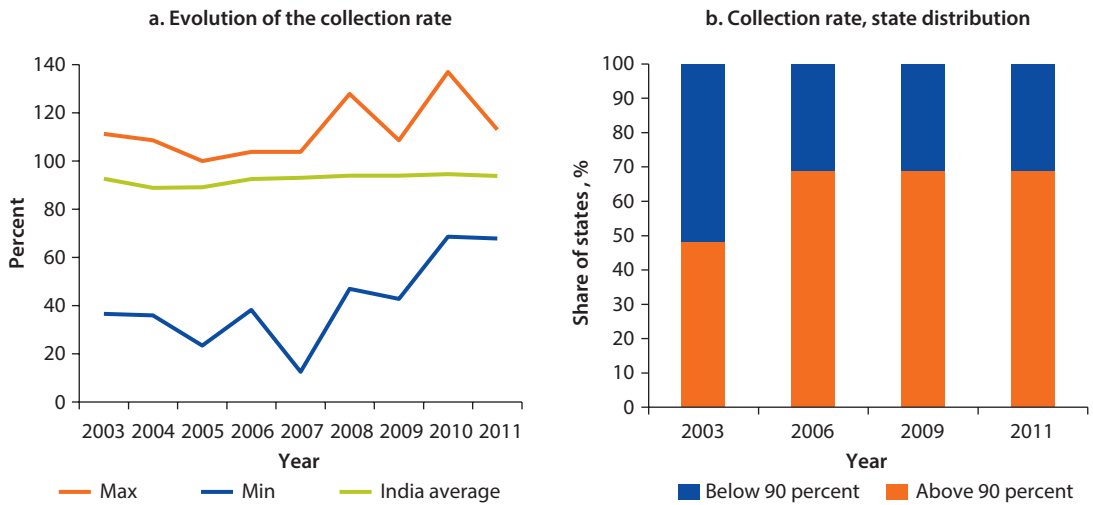 a. Evolution of the collection rate
140
120
100
80
60
40
20
0
Percent
2003 2004 2005 2006 2007 2008 2009 2010 2011
Year
Max Min India average
b. Collection rate, state distribution
100
90
80
70
60
50
40
30
20
10
0
Share of states, %
2003 2006 2009 2011
Year
Below 90 percent Above 90 percent